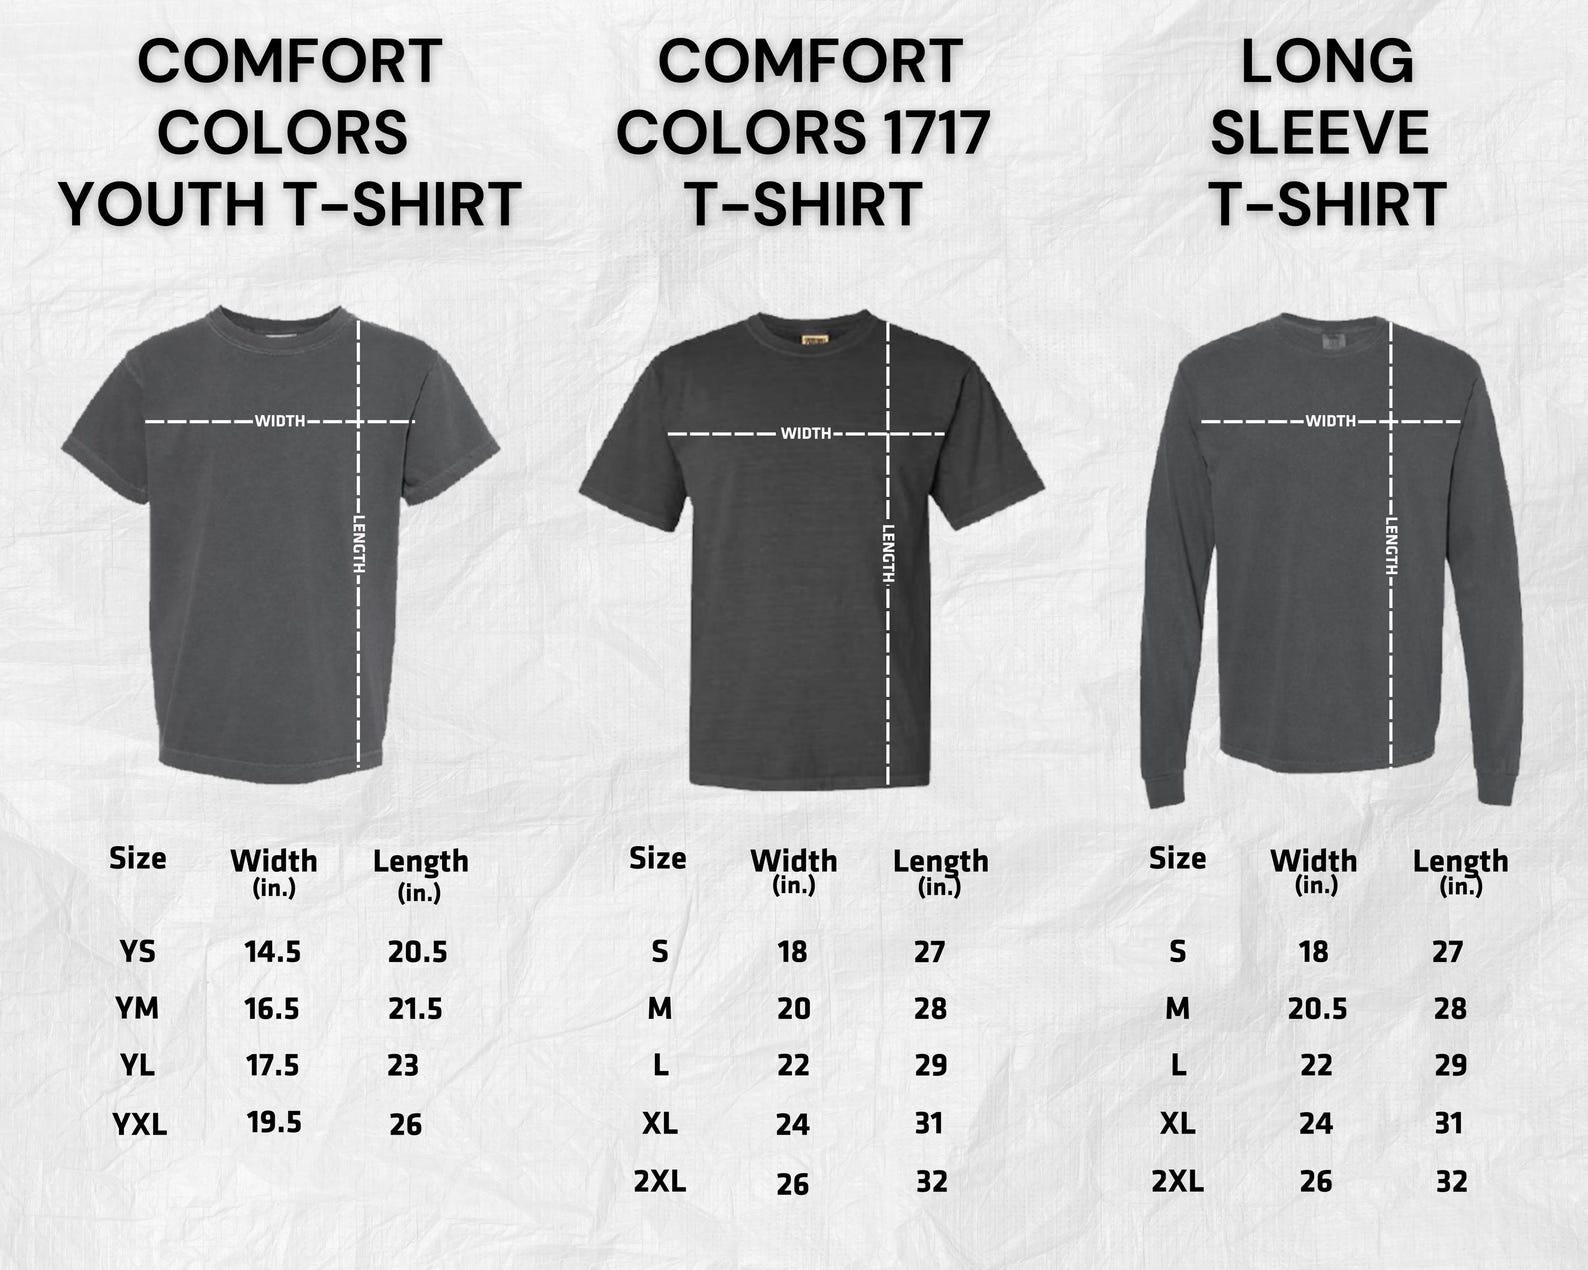 COMFORT
COLORS
YOUTH T-SHIRT
COMFORT
COLORS 1717
T-SHIRT
LONG
SLEEVE
T-SHIRT
WIDTH
LENGTH
WIDTH
LENGTH
WIDTH
LENGTH
Size Width Length
(in.) (in.)
YS 14.5 20.5
YM 16.5 21.5
YL 17.5 23
YXL 19.5 26
Size Width Length
(in.) (in.)
S 18 27
M 20 28
L 22 29
XL 24 31
2XL 26 32
Size Width Length
(in.) (in.)
S 18 27
M 20.5 28
L 22 29
XL 24 31
2XL 26 32